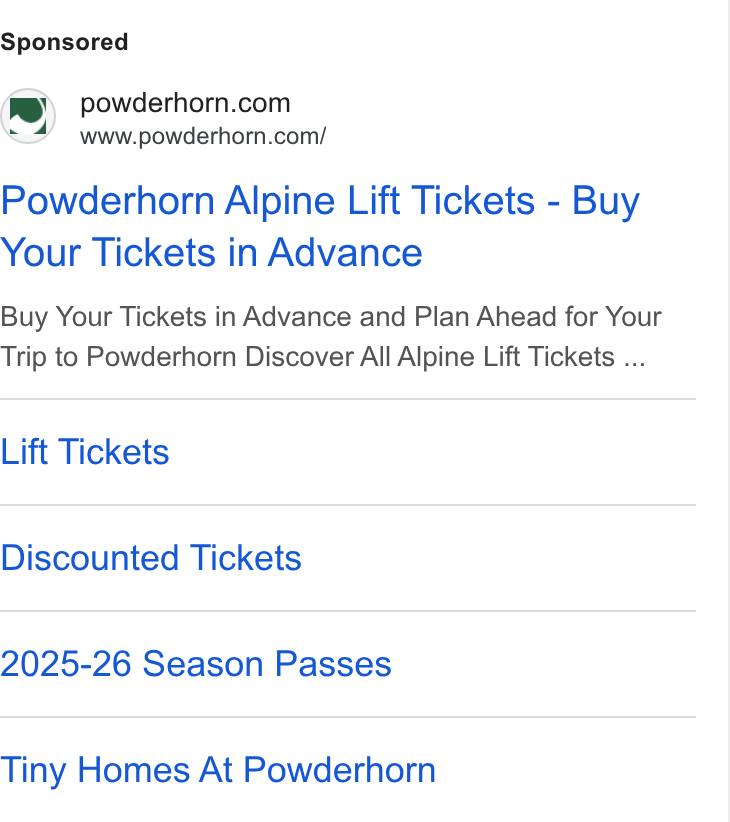 Sponsored
powderhorn.com
www.powderhorn.com/
Powderhorn Alpine Lift Tickets - Buy
Your Tickets in Advance
Buy Your Tickets in Advance and Plan Ahead for Your
Trip to Powderhorn Discover All Alpine Lift Tickets ...
Lift Tickets
Discounted Tickets
2025-26 Season Passes
Tiny Homes At Powderhorn